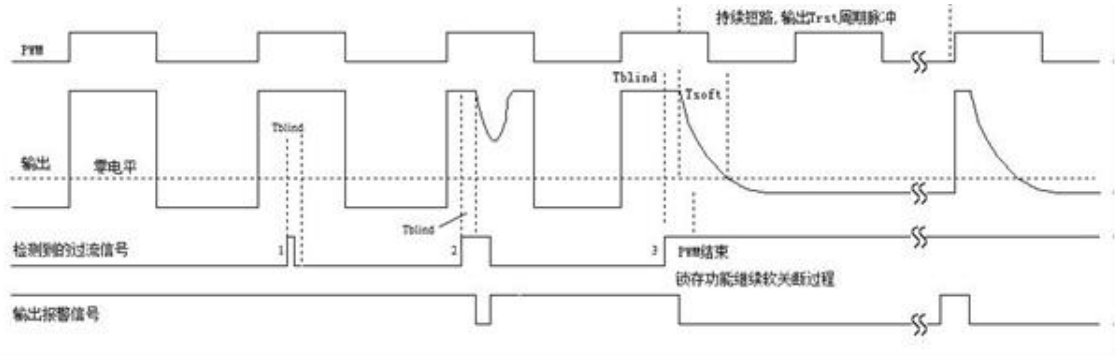 持续短路,输出Trst周期脉冲
PWM
Tblind
Tsoft
Tblind
输出
零电平
Tblind
检测到的过流信号
1
2
3
PWM结束
锁存功能继续软关断过程
输出报警信号